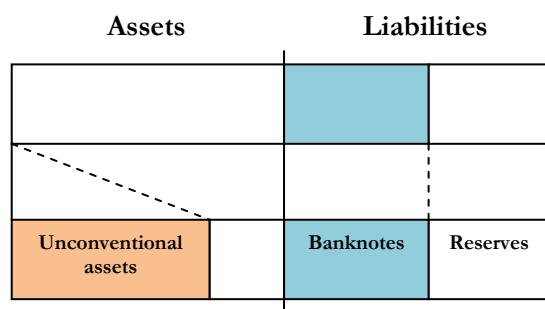 Assets
Liabilities
Unconventional
assets
Banknotes
Reserves